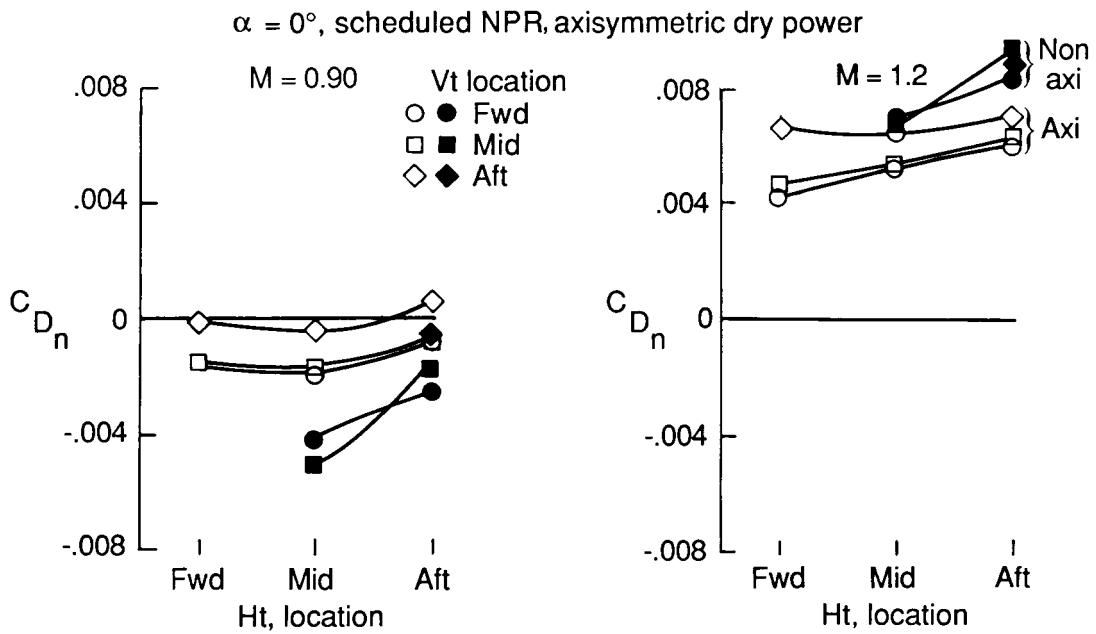 α = 0°, scheduled NPR, axisymmetric dry power
M = 0.90
Vt location
Fwd
Mid
Aft
.008
.004
0
-.004
-.008
C
D
n
Fwd Mid Aft
Ht, location
M = 1.2
Non
axi
Axi
.008
.004
0
-.004
-.008
C
D
n
Fwd Mid Aft
Ht, location